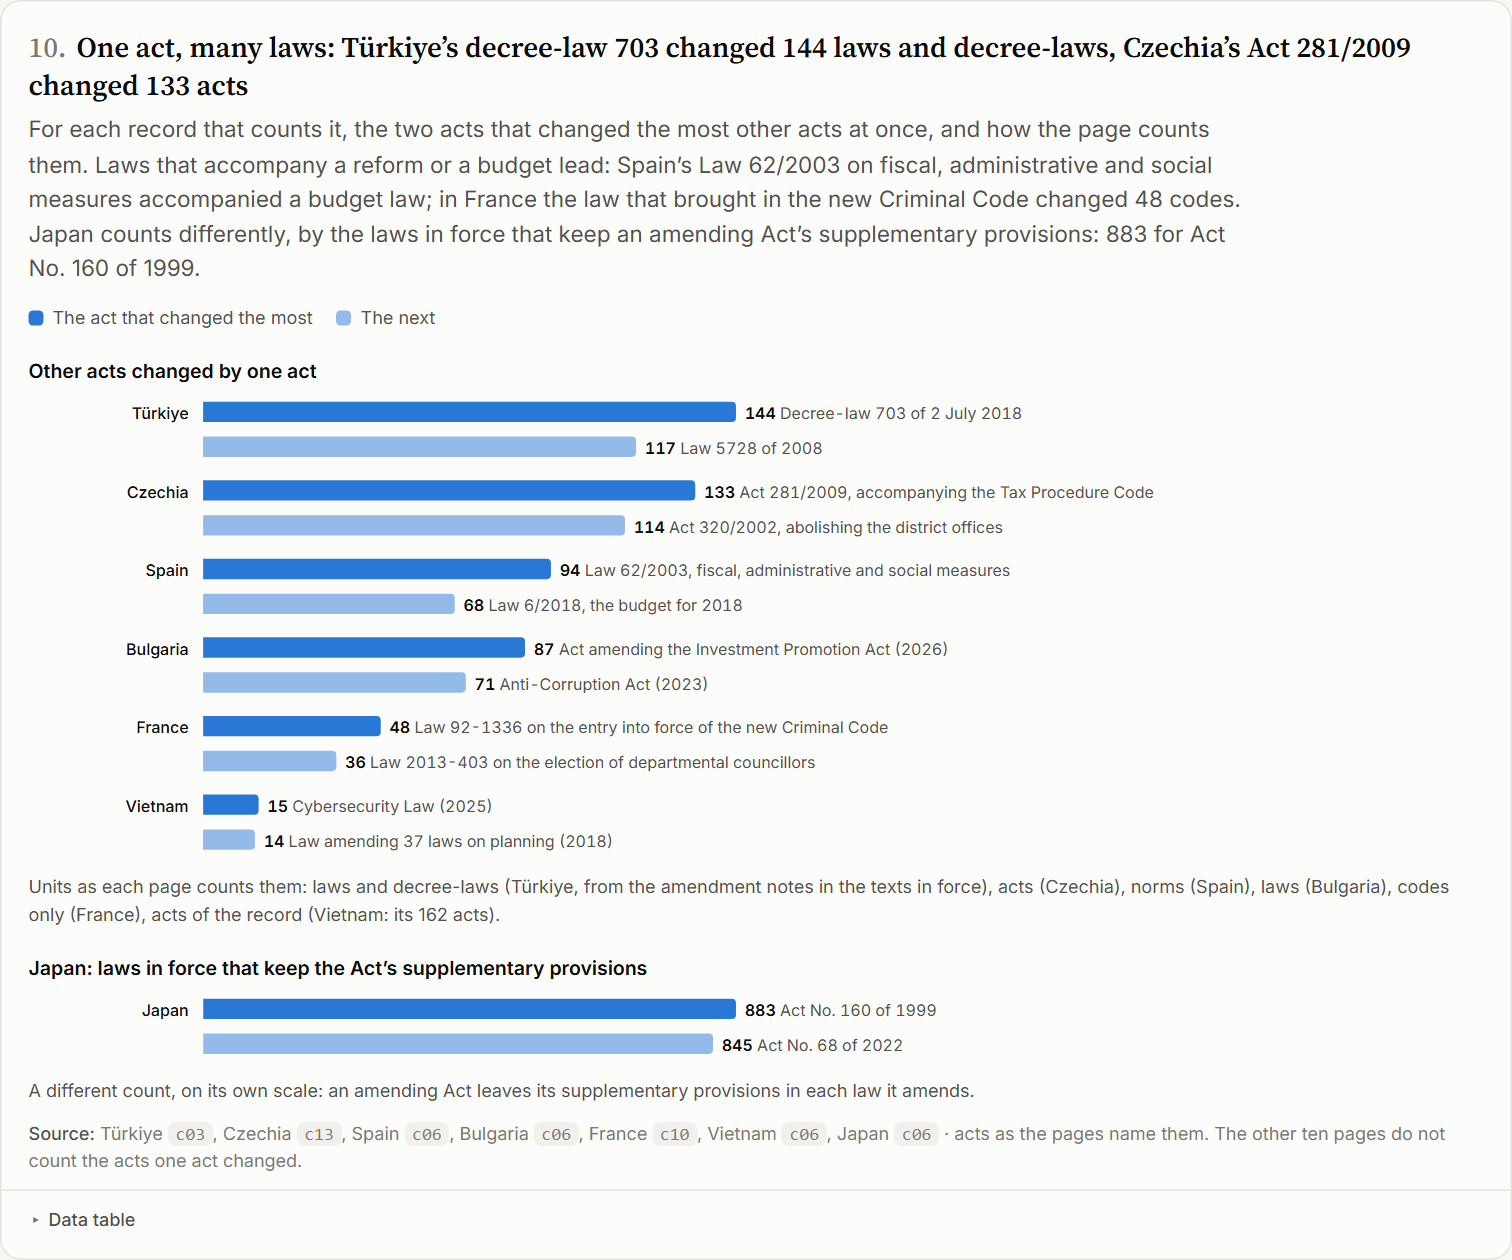 10. One act, many laws: Türkiye’s decree-law 703 changed 144 laws and decree-laws, Czechia’s Act 281/2009
changed 133 acts
For each record that counts it, the two acts that changed the most other acts at once, and how the page counts
them. Laws that accompany a reform or a budget lead: Spain’s Law 62/2003 on fiscal, administrative and social
measures accompanied a budget law; in France the law that brought in the new Criminal Code changed 48 codes.
Japan counts differently, by the laws in force that keep an amending Act’s supplementary provisions: 883 for Act
No. 160 of 1999.
The act that changed the most The next
Other acts changed by one act
Türkiye 144 Decree-law 703 of 2 July 2018
117 Law 5728 of 2008
Czechia 133 Act 281/2009, accompanying the Tax Procedure Code
114 Act 320/2002, abolishing the district offices
Spain 94 Law 62/2003, fiscal, administrative and social measures
68 Law 6/2018, the budget for 2018
Bulgaria 87 Act amending the Investment Promotion Act (2026)
71 Anti-Corruption Act (2023)
France 48 Law 92-1336 on the entry into force of the new Criminal Code
36 Law 2013-403 on the election of departmental councillors
Vietnam 15 Cybersecurity Law (2025)
14 Law amending 37 laws on planning (2018)
Units as each page counts them: laws and decree-laws (Türkiye, from the amendment notes in the texts in force), acts (Czechia), norms (Spain), laws (Bulgaria), codes
only (France), acts of the record (Vietnam: its 162 acts).
Japan: laws in force that keep the Act’s supplementary provisions
Japan 883 Act No. 160 of 1999
845 Act No. 68 of 2022
A different count, on its own scale: an amending Act leaves its supplementary provisions in each law it amends.
Source: Türkiye c03, Czechia c13, Spain c06, Bulgaria c06, France c10, Vietnam c06, Japan c06 · acts as the pages name them. The other ten pages do not
count the acts one act changed.
▸ Data table